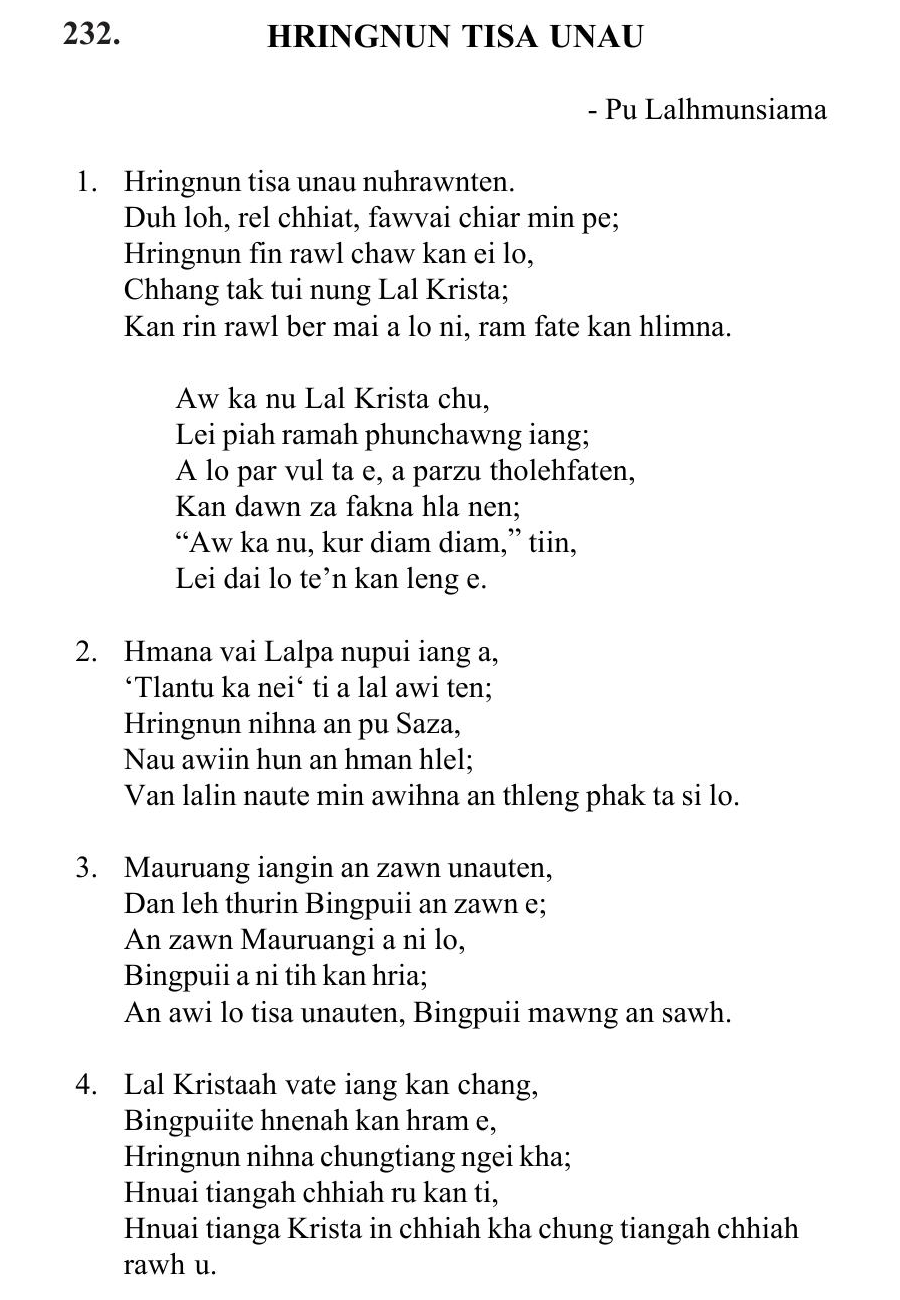 232. HRINGNUN TISA UNAU
- Pu Lalhmunsiama
1. Hringnun tisa unau nuhrawnten.
Duh loh, rel chhiat, fawvai chiar min pe;
Hringnun fin rawl chaw kan ei lo,
Chhang tak tui nung Lal Krista;
Kan rin rawl ber mai a lo ni, ram fate kan hlimna.
Aw ka nu Lal Krista chu,
Lei piah ramah phunchawng iang;
A lo par vul ta e, a parzu tholehfaten,
Kan dawn za fakna hla nen;
“Aw ka nu, kur diam diam,” tiin,
Lei dai lo te’n kan leng e.
2. Hmana vai Lalpa nupui iang a,
‘Tlantu ka nei‘ ti a lal awi ten;
Hringnun nihna an pu Saza,
Nau awiin hun an hman hlel;
Van lalin naute min awihna an thleng phak ta si lo.
3. Mauruang iangin an zawn unauten,
Dan leh thurin Bingpuii an zawn e;
An zawn Mauruangi a ni lo,
Bingpuii a ni tih kan hria;
An awi lo tisa unauten, Bingpuii mawng an sawh.
4. Lal Kristaah vate iang kan chang,
Bingpuiite hnenah kan hram e,
Hringnun nihna chungtiang ngei kha;
Hnuai tiangah chhiah ru kan ti,
Hnuai tianga Krista in chhiah kha chung tiangah chhiah
rawh u.